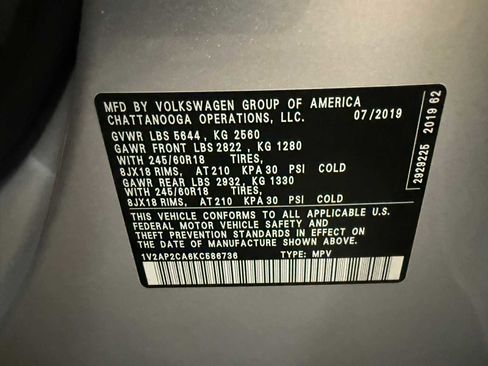 MFD BY VOLKSWAGEN GROUP OF AMERICA
CHATTANOOGA OPERATIONS, LLC. 07/2019
GVWR LBS 5644 , KG 2560
GAWR FRONT LBS 2822 , KG 1280
WITH 245/60R18 TIRES,
8JX18 RIMS, AT 210 KPA 30 PSI COLD
GAWR REAR LBS 2932, KG 1330
WITH 245/60R18 TIRES,
8JX18 RIMS, AT 210 KPA 30 PSI COLD
THIS VEHICLE CONFORMS TO ALL APPLICABLE U.S.
FEDERAL MOTOR VEHICLE SAFETY, BUMPER, AND
THEFT PREVENTION STANDARDS IN EFFECT ON THE
DATE OF MANUFACTURE SHOWN ABOVE.
1V2AP2CA6KC586736 TYPE: MPV
2929225 2019 62